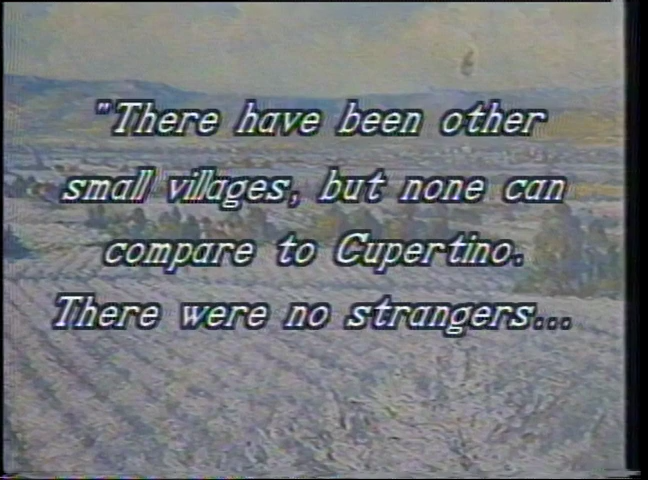 "There have been other
small villages, but none can
compare to Cupertino.
There were no strangers...